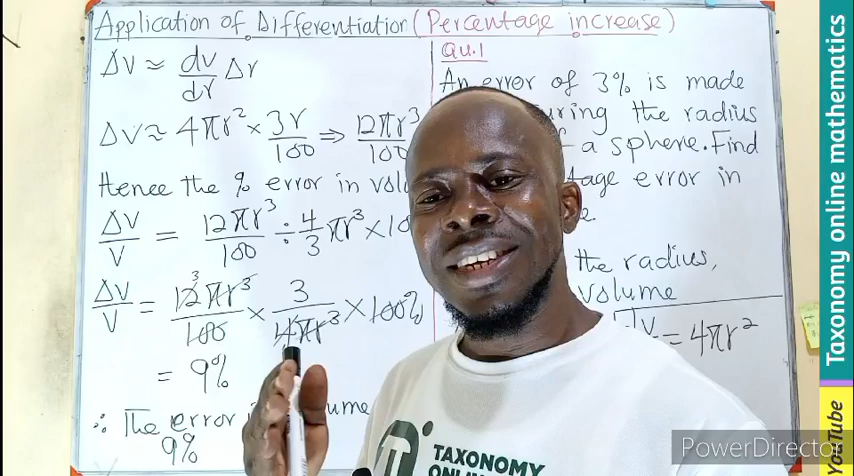 Application of Differentiation (Percentage increase)
ΔV ≈ dv/dr Δr
ΔV ≈ 4πr² × 3r/100 ⇒ 12πr³/100
Hence the % error in
ΔV/V = 12πr³/100 ÷ 4/3 πr³ × 10
ΔV/V = 12πr³/100 × 3/4πr³ × 100%
3
= 9%
∴ The error
9%
Qu.1
An error of 3% is made
the radius
a sphere. Find
error in
the radius,
volume
= 4πr²
TAXONOMY
Taxonomy online mathematics
YouTube
PowerDirector